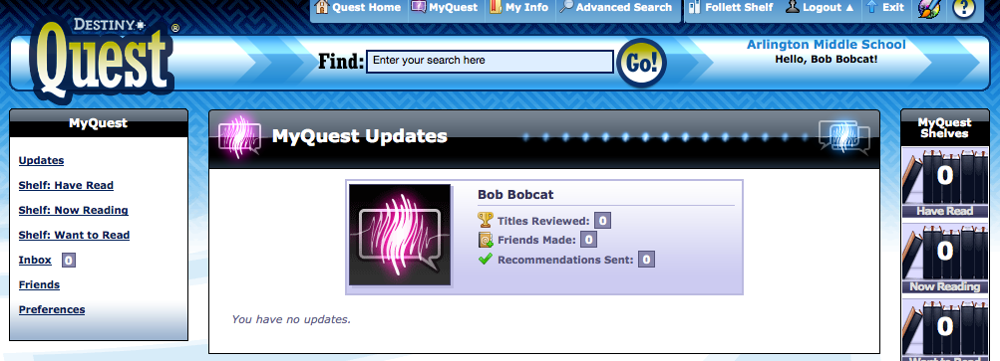 Quest Home MyQuest My Info Advanced Search Follett Shelf Logout ▲ Exit ?
DESTINY
Quest®
Find: Enter your search here Go!
Arlington Middle School
Hello, Bob Bobcat!
MyQuest
Updates
Shelf: Have Read
Shelf: Now Reading
Shelf: Want to Read
Inbox 0
Friends
Preferences
MyQuest Updates
Bob Bobcat
Titles Reviewed: 0
Friends Made: 0
Recommendations Sent: 0
You have no updates.
MyQuest
Shelves
0
Have Read
0
Now Reading
0
Want to Read